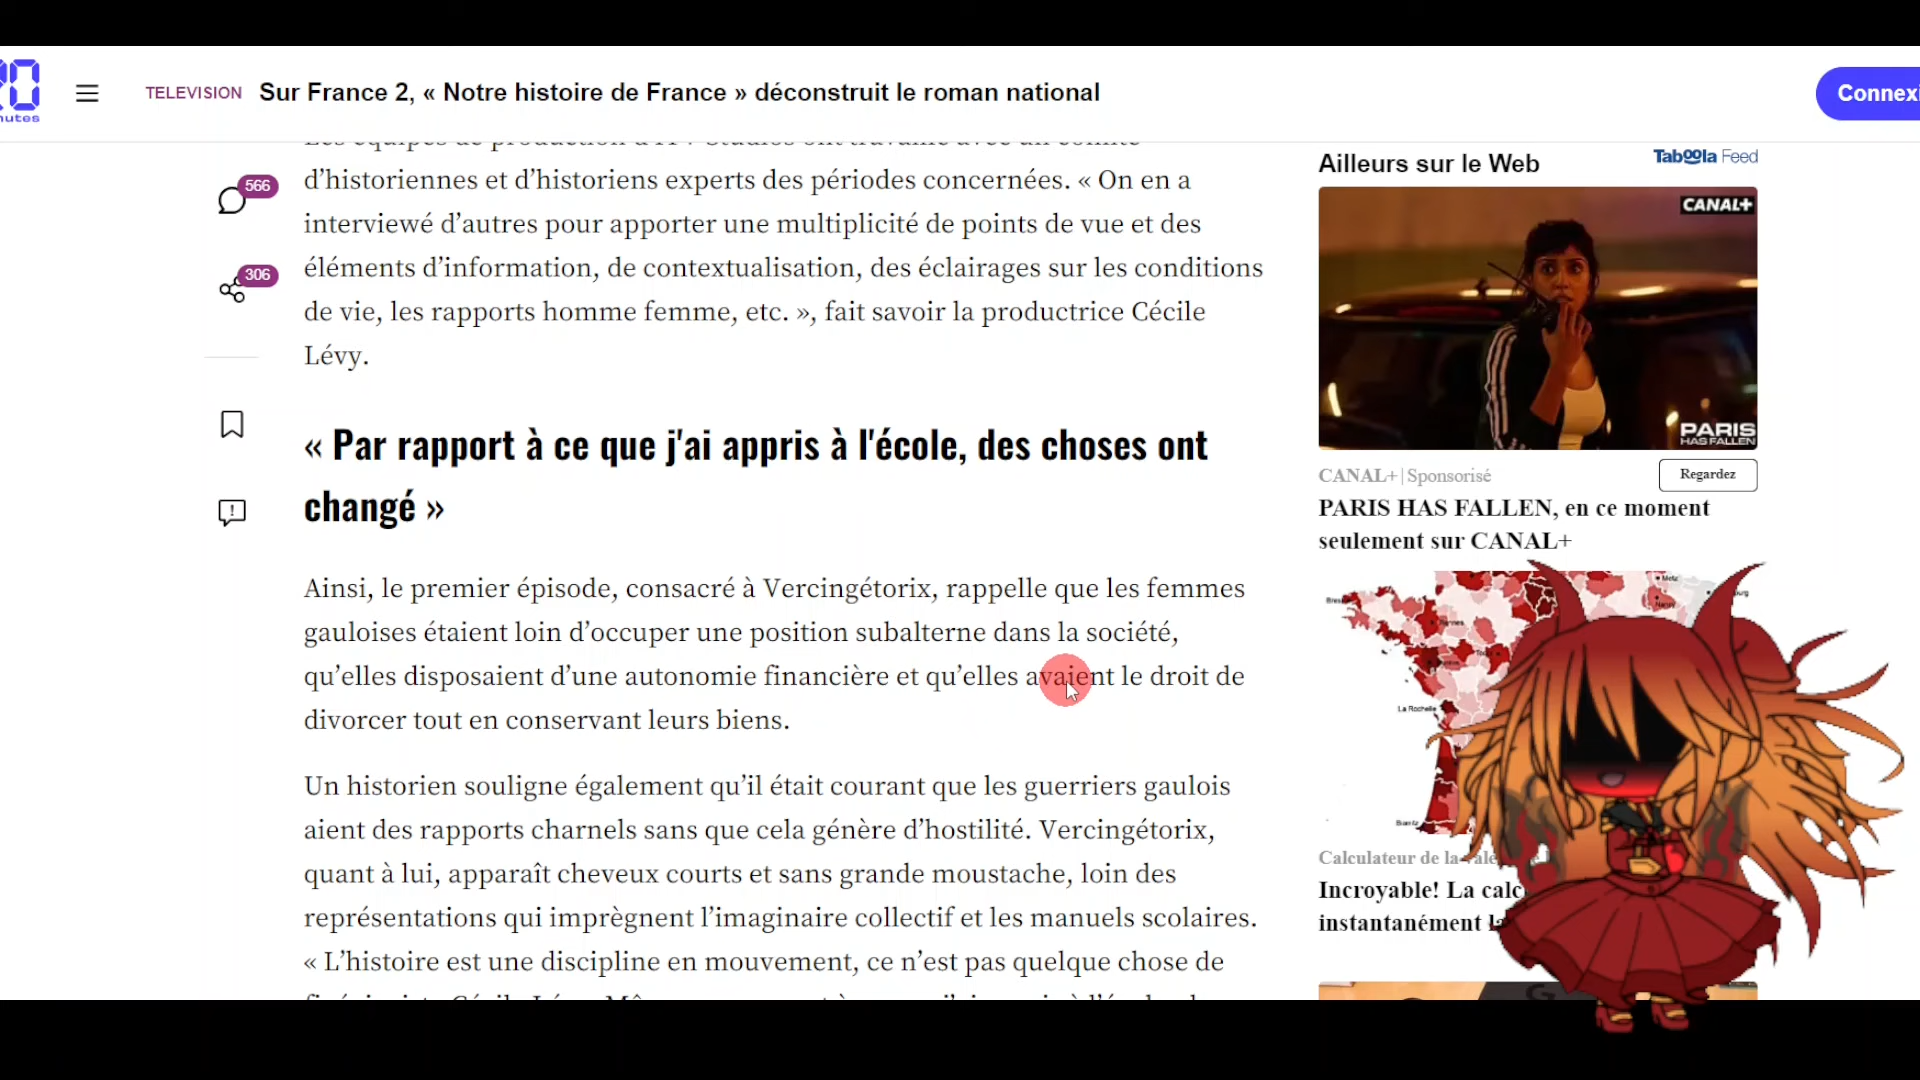 20
nutes
TELEVISION
Sur France 2, « Notre histoire de France » déconstruit le roman national
Connexi
566
306
d’historiennes et d’historiens experts des périodes concernées. « On en a
interviewé d’autres pour apporter une multiplicité de points de vue et des
éléments d’information, de contextualisation, des éclairages sur les conditions
de vie, les rapports homme femme, etc. », fait savoir la productrice Cécile
Lévy.
« Par rapport à ce que j'ai appris à l'école, des choses ont
changé »
Ainsi, le premier épisode, consacré à Vercingétorix, rappelle que les femmes
gauloises étaient loin d’occuper une position subalterne dans la société,
qu’elles disposaient d’une autonomie financière et qu’elles avaient le droit de
divorcer tout en conservant leurs biens.
Un historien souligne également qu’il était courant que les guerriers gaulois
aient des rapports charnels sans que cela génère d’hostilité. Vercingétorix,
quant à lui, apparaît cheveux courts et sans grande moustache, loin des
représentations qui imprègnent l’imaginaire collectif et les manuels scolaires.
« L’histoire est une discipline en mouvement, ce n’est pas quelque chose de
Ailleurs sur le Web
Taboola Feed
CANAL+
PARIS
HAS FALLEN
CANAL+ | Sponsorisé
Regardez
PARIS HAS FALLEN, en ce moment
seulement sur CANAL+
Metz
Nancy
La Rochelle
Biarritz
Calculateur de la
Incroyable! La calc
instantanément